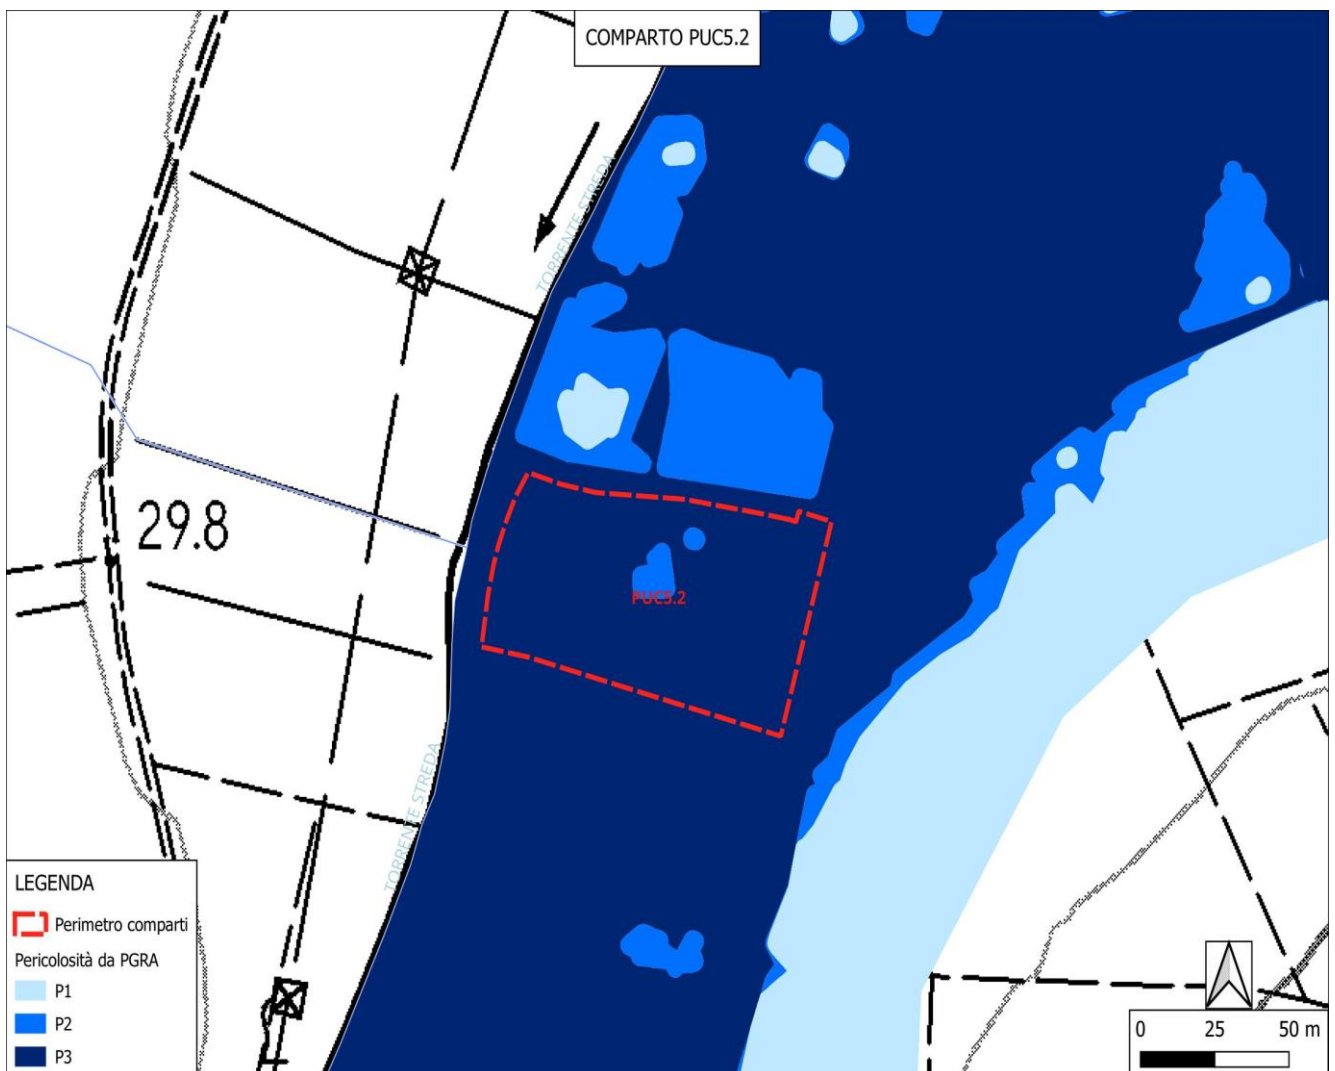 COMPARTO PUC5.2
TORRENTE STREDA
29.8
PUC5.2
TORRENTE STREDA
LEGENDA
Perimetro comparti
Pericolosità da PGRA
P1
P2
P3
0 25 50 m